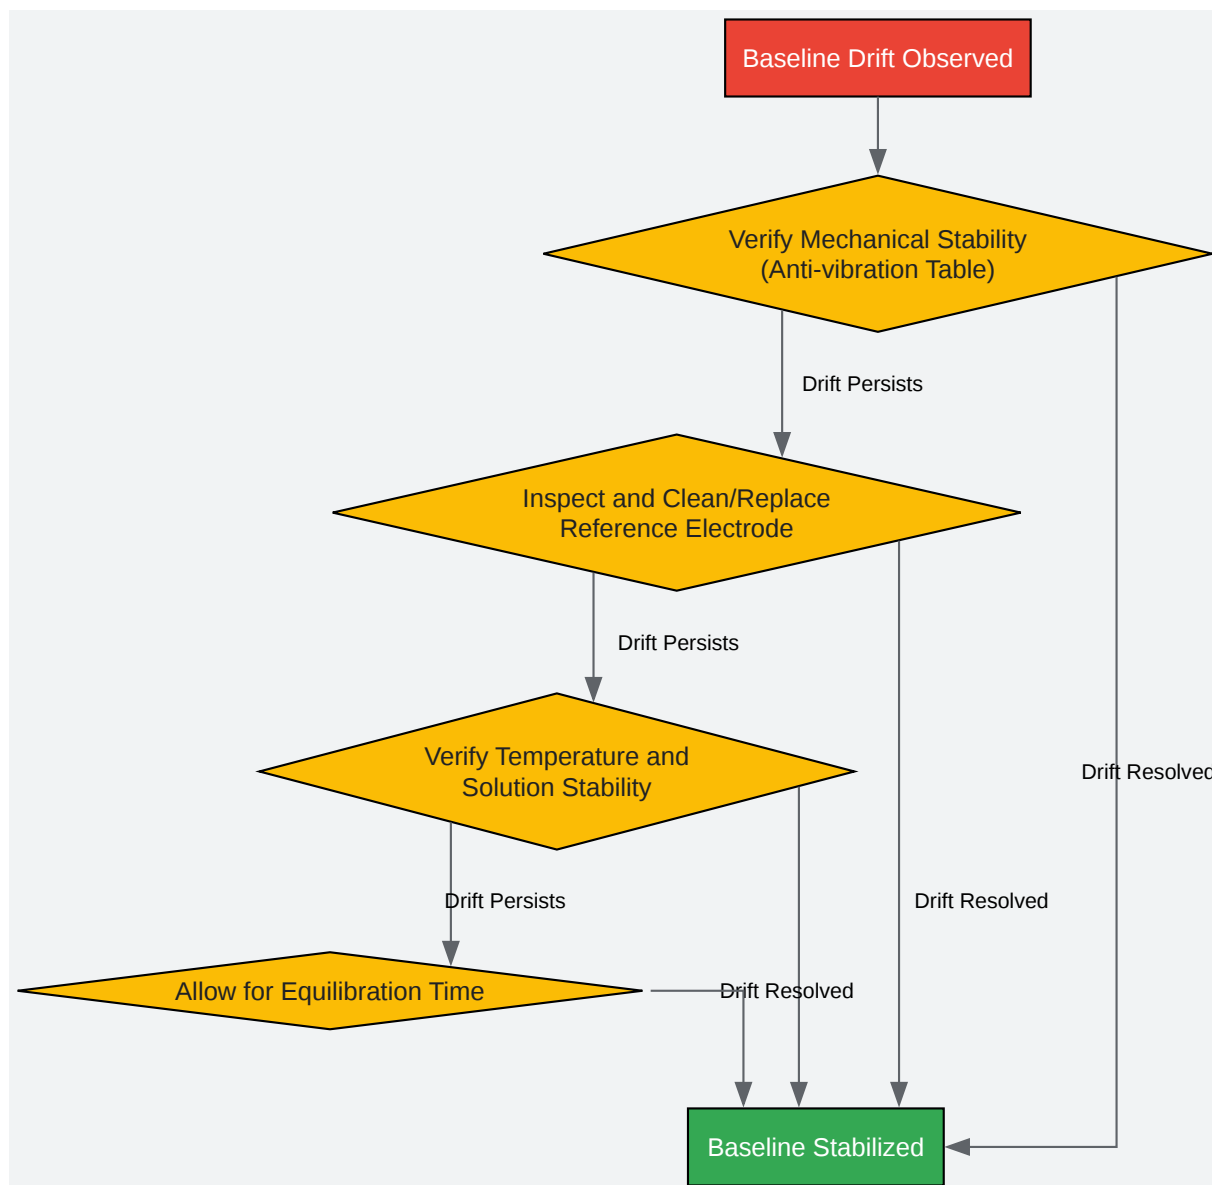 Baseline Drift Observed
Verify Mechanical Stability
(Anti-vibration Table)
Drift Persists
Inspect and Clean/Replace
Reference Electrode
Drift Persists
Verify Temperature and
Solution Stability
Drift Resolved
Drift Persists
Drift Resolved
Allow for Equilibration Time
Drift Resolved
Baseline Stabilized